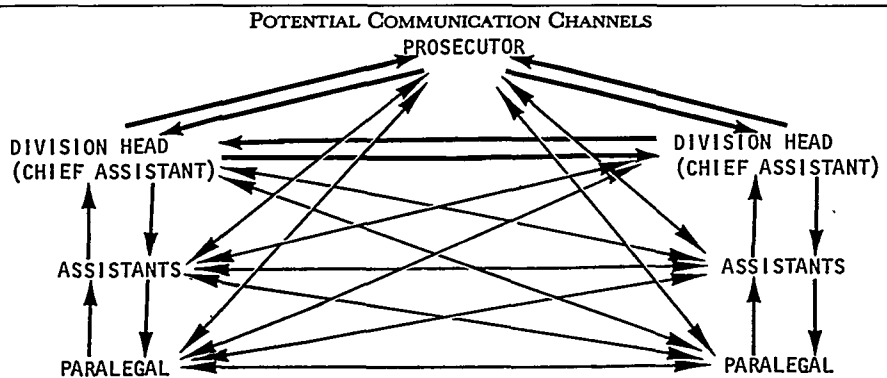 POTENTIAL COMMUNICATION CHANNELS
PROSECUTOR
DIVISION HEAD
(CHIEF ASSISTANT)
DIVISION HEAD
(CHIEF ASSISTANT)
ASSISTANTS
ASSISTANTS
PARALEGAL
PARALEGAL